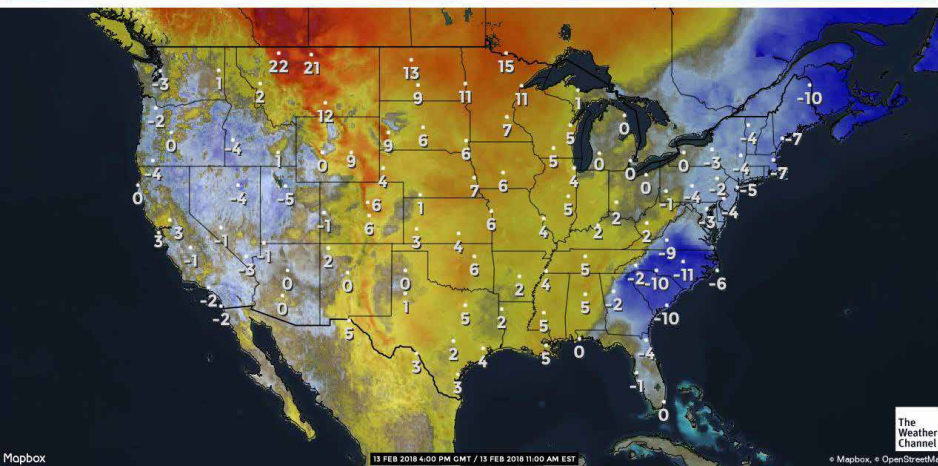 22 21 13 15
-3 1 2 9 11 11 1 -10
12
-2 0 9 6 7 5 0 -4 -7
-4 -4 1 0 9 6 5 0 0 0 -3 -4 -7
4 7 6 4 0
0 -4 -5 6 1 5 2 -1 -4 -2 -5
3 3 -1 -1 6 3 6 4 2 2 -3 -4
-1 -1 2 4 -9
-3 0 0 0 6 2 4 5 -2 -10 -11 -6
-2 0 1 5 2 5 5 -2 -10
-2 5
3 2 4 5 0 -4
3 -1
0
The
Weather
Channel
Mapbox
13 FEB 2018 4:00 PM GMT / 13 FEB 2018 11:00 AM EST
© Mapbox, © OpenStreetMa